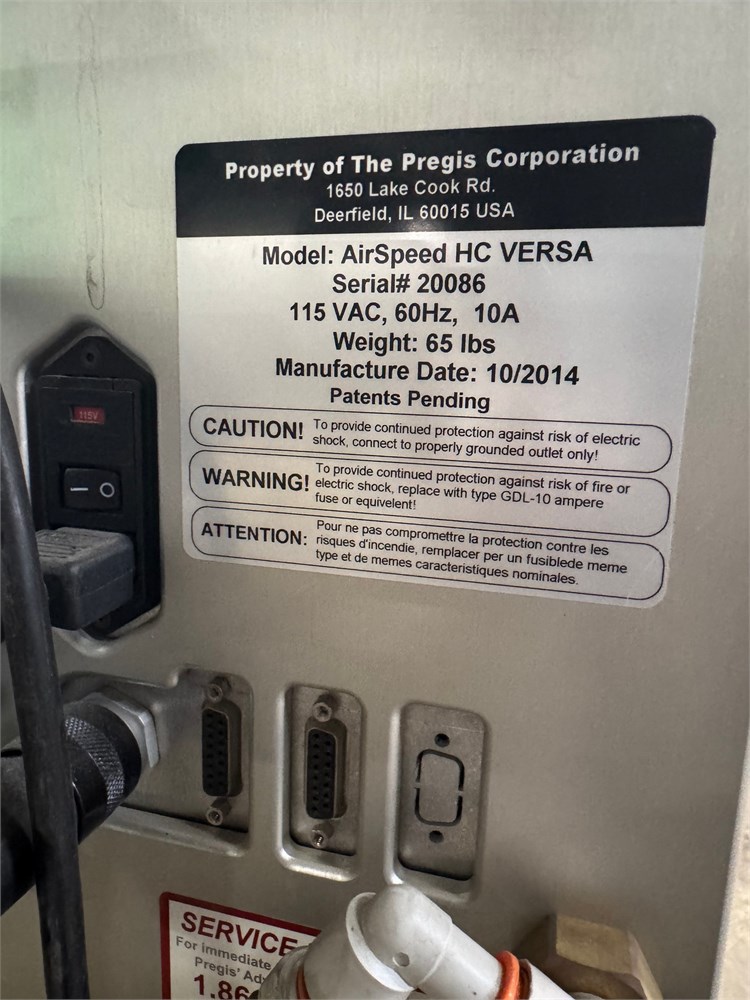 Property of The Pregis Corporation
1650 Lake Cook Rd.
Deerfield, IL 60015 USA
Model: AirSpeed HC VERSA
Serial# 20086
115 VAC, 60Hz, 10A
Weight: 65 lbs
Manufacture Date: 10/2014
Patents Pending
CAUTION! To provide continued protection against risk of electric
shock, connect to properly grounded outlet only!
WARNING! To provide continued protection against risk of fire or
electric shock, replace with type GDL-10 ampere
fuse or equivelent!
ATTENTION: Pour ne pas compromettre la protection contre les
risques d'incendie, remplacer per un fusiblede meme
type et de memes caracteristiques nominales.
115V
SERVICE
For immediate
Pregis'